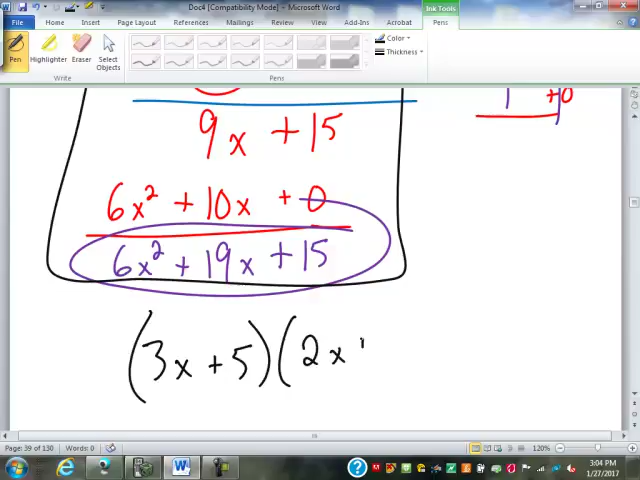 Doc4 [Compatibility Mode] - Microsoft Word
Ink Tools
File Home Insert Page Layout References Mailings Review View Add-Ins Acrobat Pens
Pen
Highlighter
Eraser
Select Objects
Color
Thickness
Write
Pens
1 +0
9x +15
6x² + 10x + 0
6x² + 19x + 15
(3x + 5)(2x
Page: 39 of 130 Words: 0
120%
3:04 PM
1/27/2017